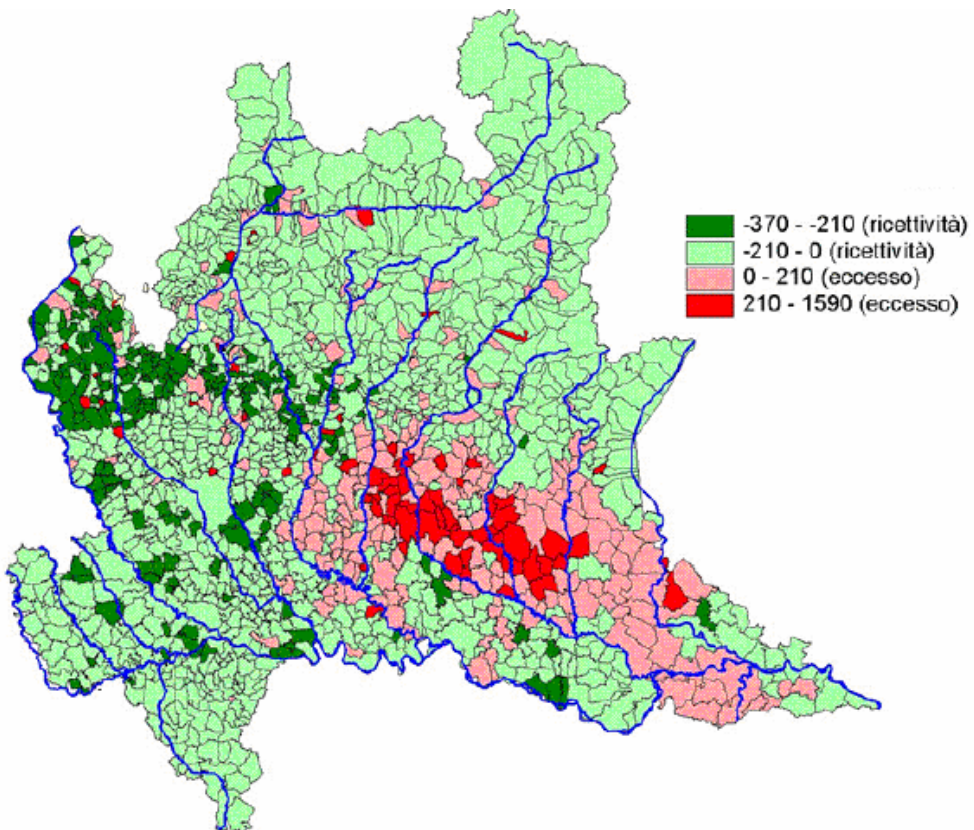 -370 - -210 (ricettività)
-210 - 0 (ricettività)
0 - 210 (eccesso)
210 - 1590 (eccesso)